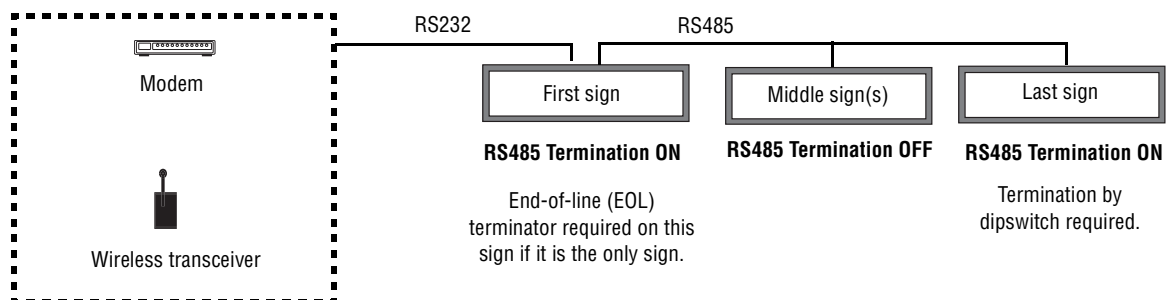 RS232
RS485
Modem
First sign
Middle sign(s)
Last sign
RS485 Termination ON
RS485 Termination OFF
RS485 Termination ON
End-of-line (EOL)
terminator required on this
sign if it is the only sign.
Termination by
dipswitch required.
Wireless transceiver